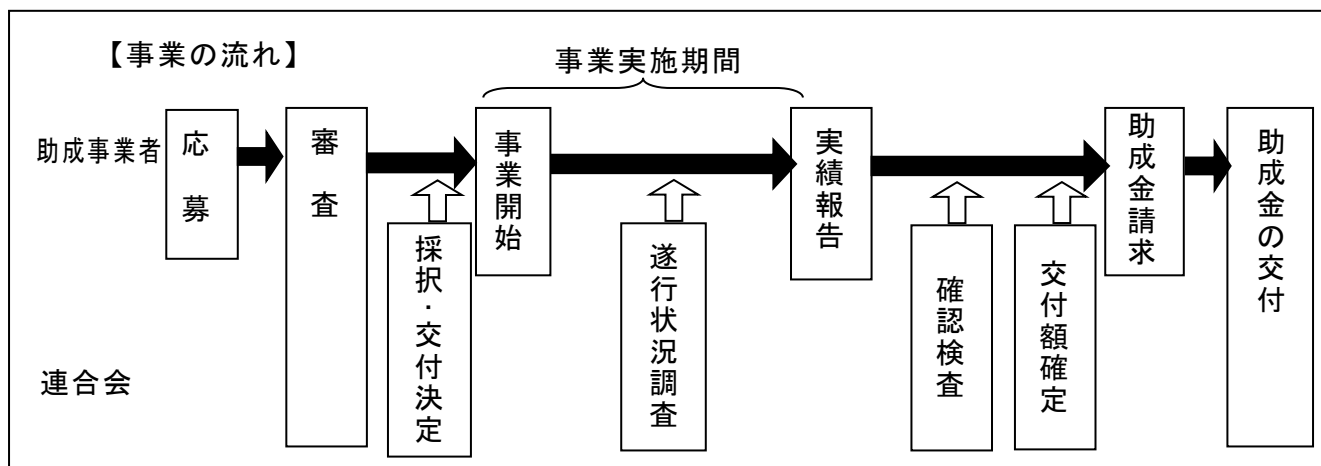 【事業の流れ】
事業実施期間
助成事業者
応募
審査
採択・交付決定
事業開始
遂行状況調査
実績報告
確認検査
交付額確定
助成金請求
助成金の交付
連合会